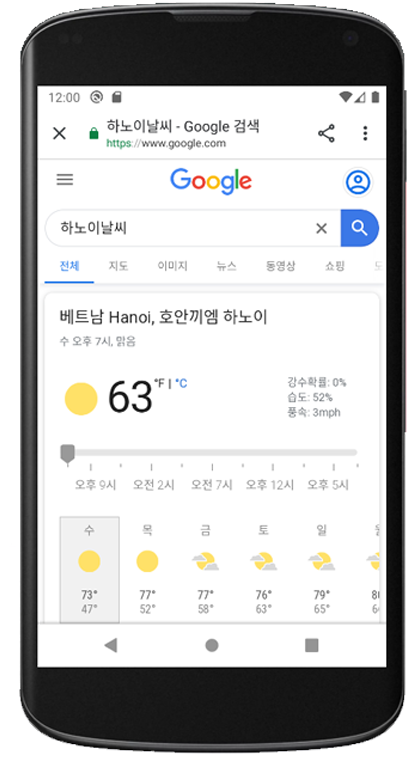 12:00
하노이날씨 - Google 검색
https://www.google.com
Google
하노이날씨
전체 지도 이미지 뉴스 동영상 쇼핑
베트남 Hanoi, 호안끼엠 하노이
수 오후 7시, 맑음
63 °F | °C
강수확률: 0%
습도: 52%
풍속: 3mph
오후 9시 오전 2시 오전 7시 오후 12시 오후 5시
수 목 금 토 일
73° 77° 77° 76° 79°
47° 52° 58° 63° 65°